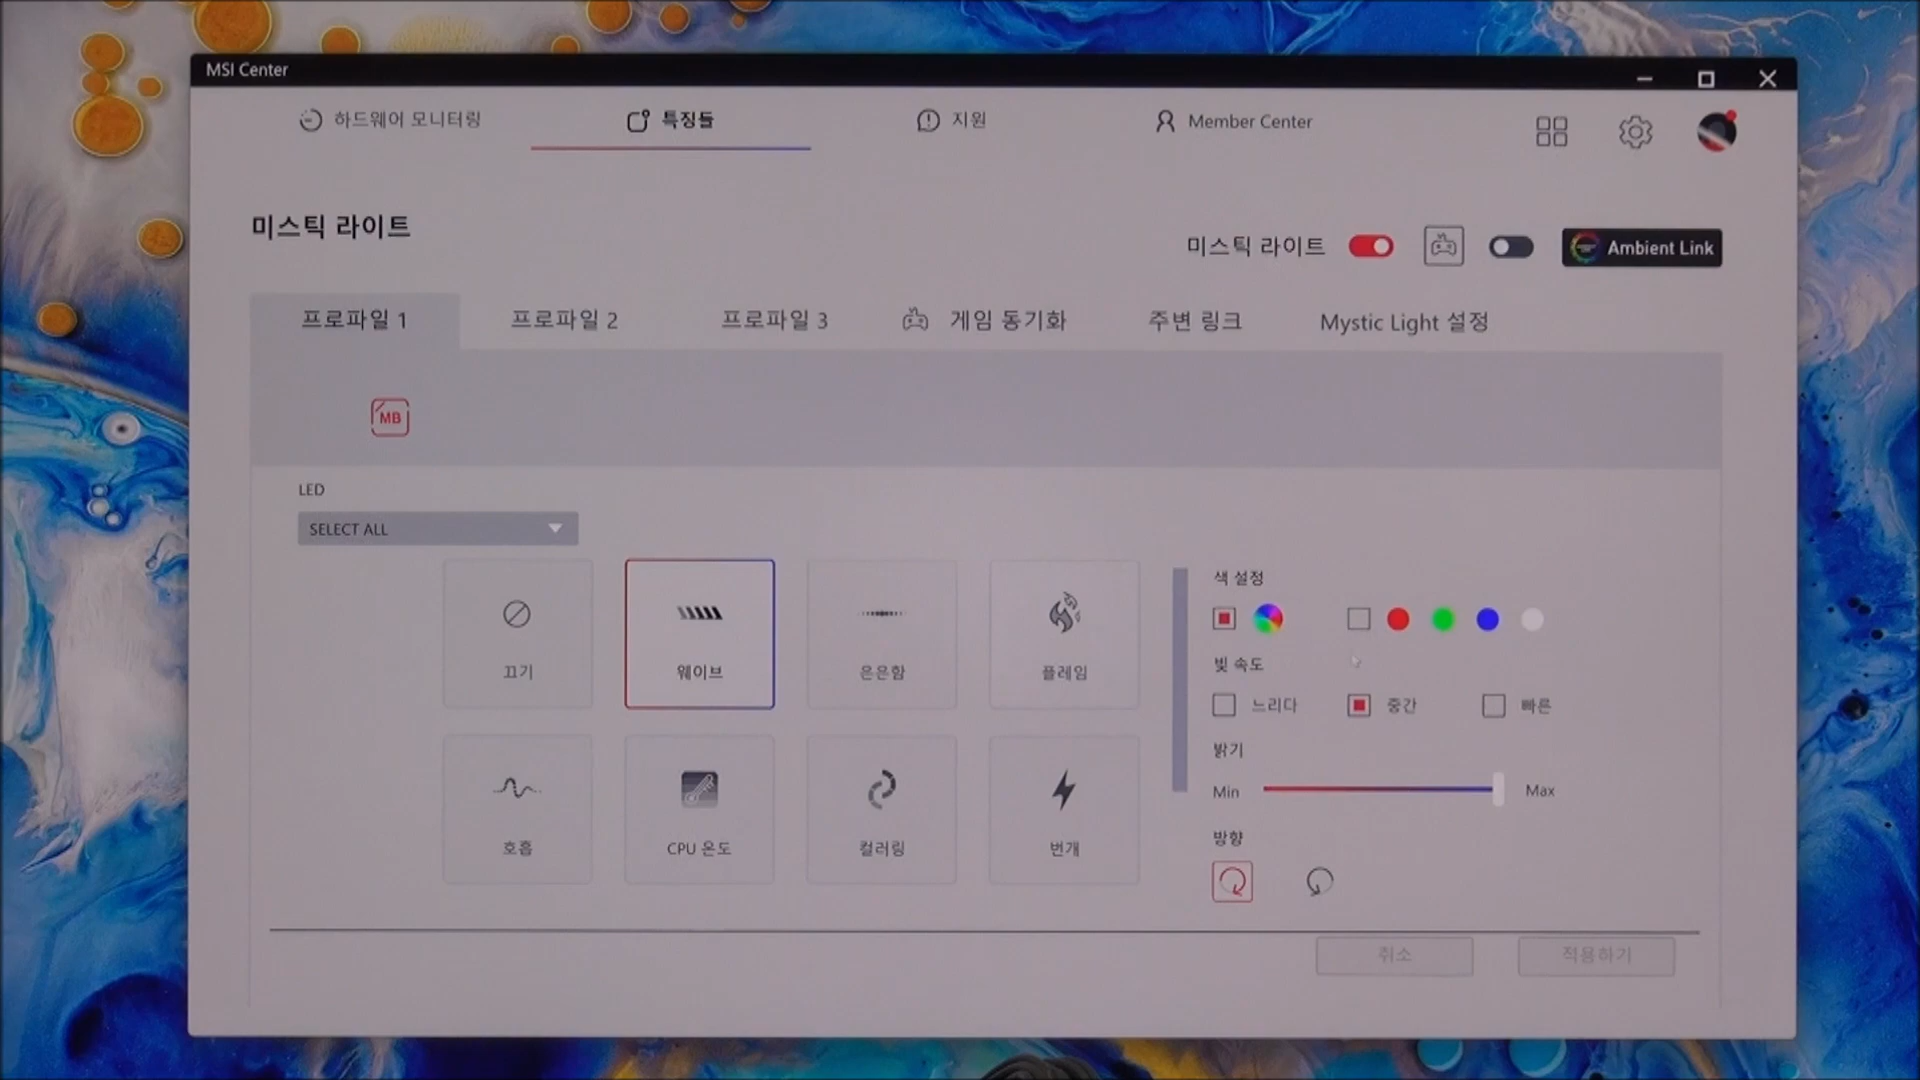 MSI Center
하드웨어 모니터링
특징들
지원
Member Center
미스틱 라이트
미스틱 라이트
Ambient Link
프로파일 1
프로파일 2
프로파일 3
게임 동기화
주변 링크
Mystic Light 설정
MB
LED
SELECT ALL
끄기
웨이브
은은함
플레임
호흡
CPU 온도
컬러링
번개
색 설정
빛 속도
느리다
중간
빠른
밝기
Min
Max
방향
취소
적용하기